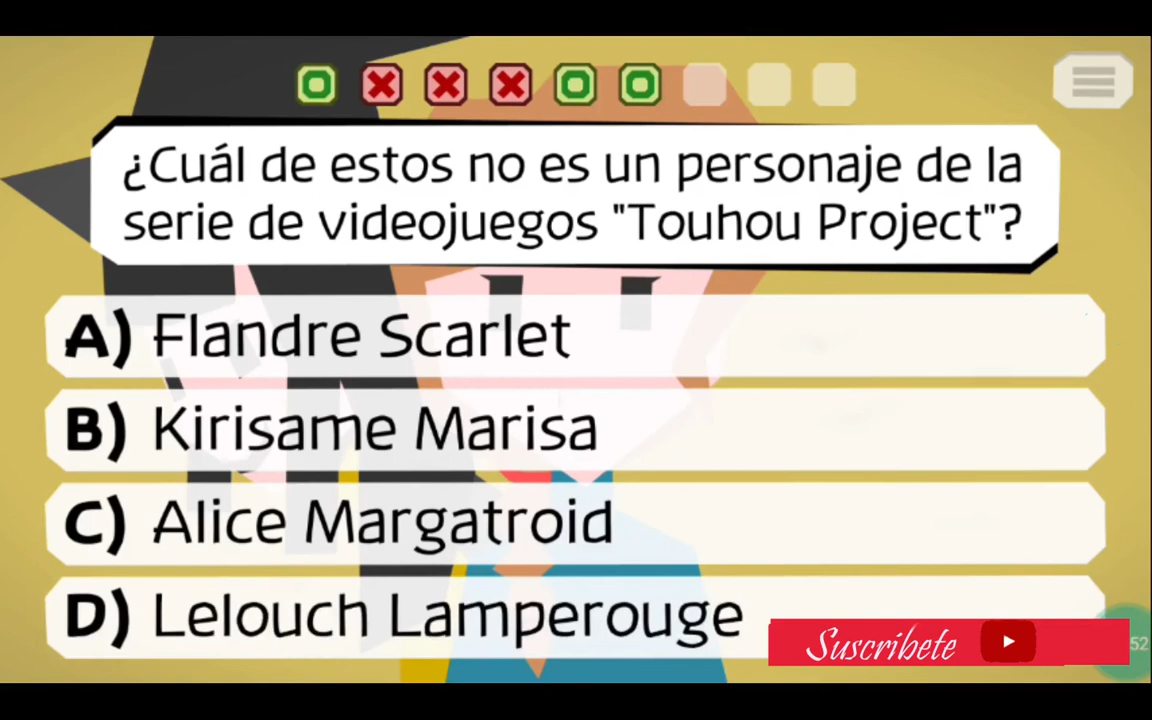 ¿Cuál de estos no es un personaje de la
serie de videojuegos "Touhou Project"?
A) Flandre Scarlet
B) Kirisame Marisa
C) Alice Margatroid
D) Lelouch Lamperouge
Suscríbete
52